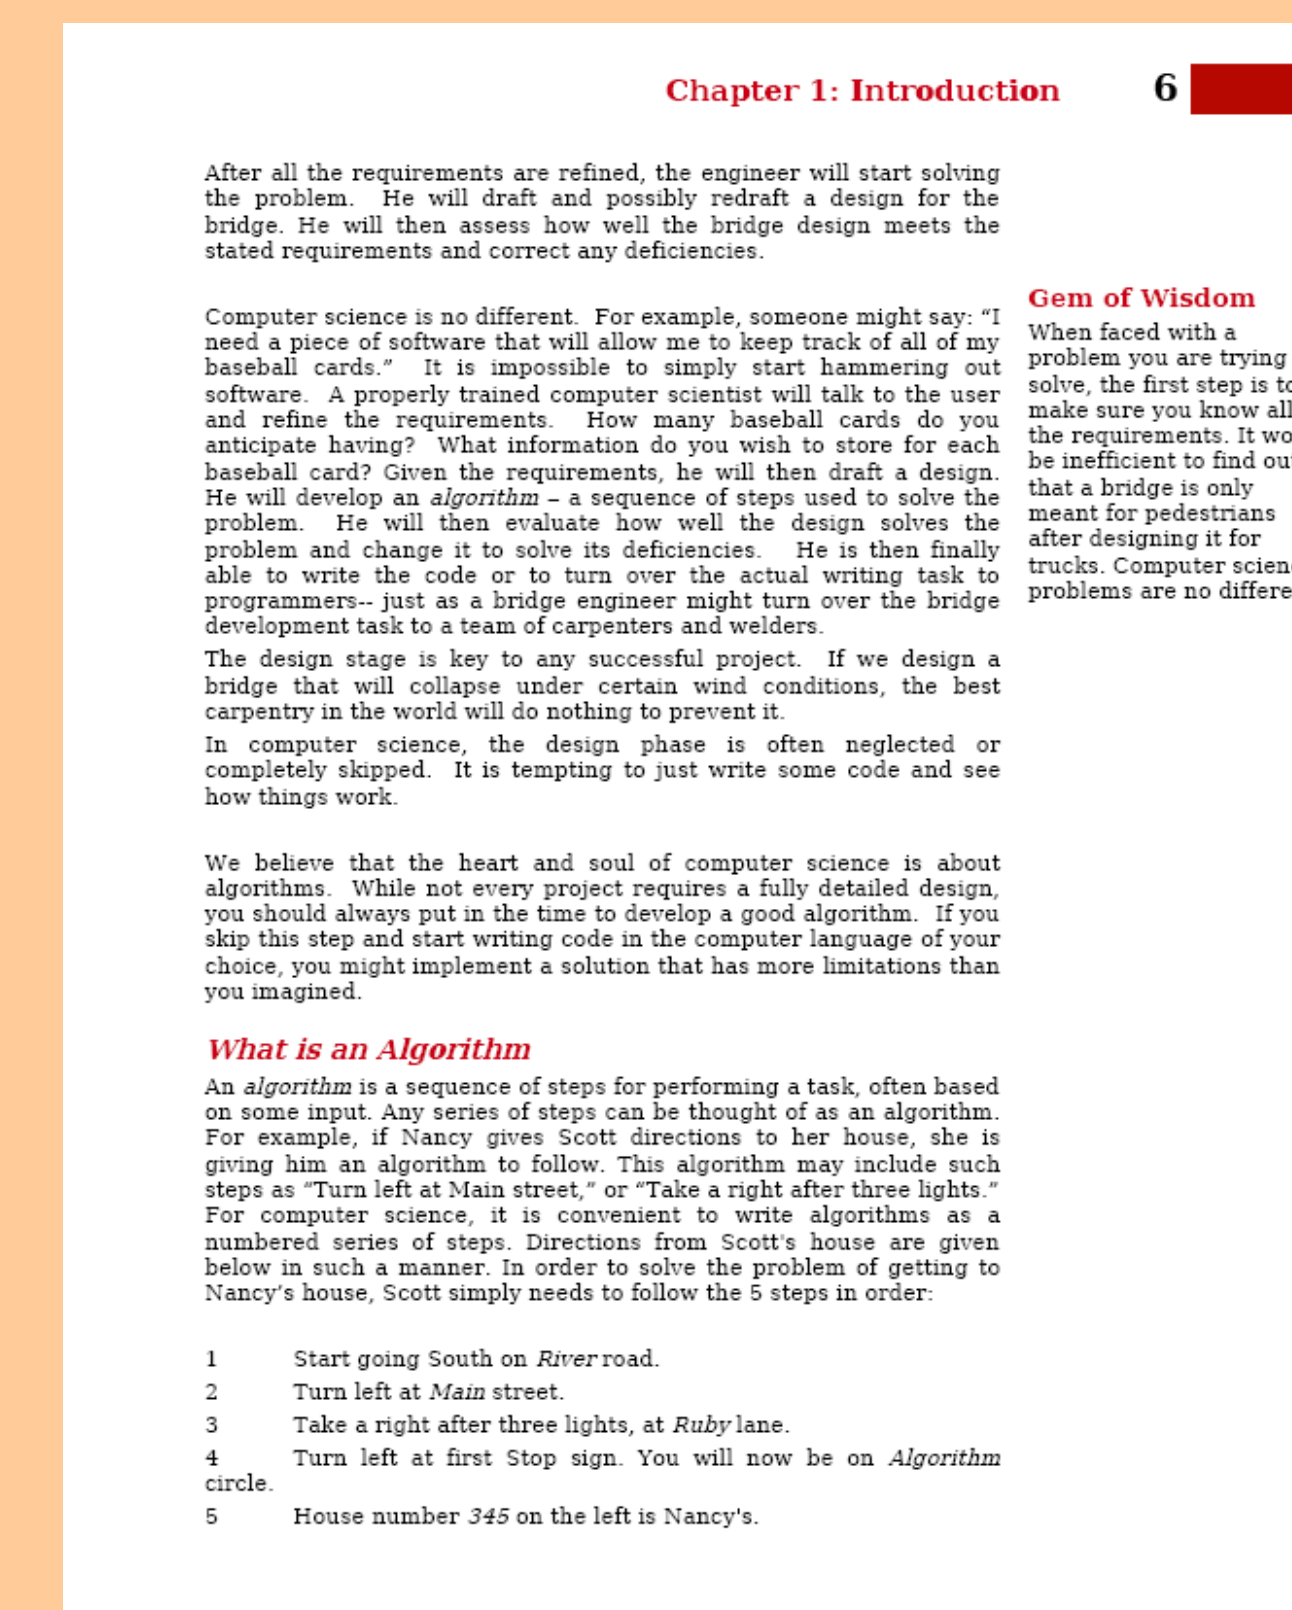 Chapter 1: Introduction 6
After all the requirements are refined, the engineer will start solving
the problem. He will draft and possibly redraft a design for the
bridge. He will then assess how well the bridge design meets the
stated requirements and correct any deficiencies.
Computer science is no different. For example, someone might say: “I
need a piece of software that will allow me to keep track of all of my
baseball cards.” It is impossible to simply start hammering out
software. A properly trained computer scientist will talk to the user
and refine the requirements. How many baseball cards do you
anticipate having? What information do you wish to store for each
baseball card? Given the requirements, he will then draft a design.
He will develop an algorithm – a sequence of steps used to solve the
problem. He will then evaluate how well the design solves the
problem and change it to solve its deficiencies. He is then finally
able to write the code or to turn over the actual writing task to
programmers-- just as a bridge engineer might turn over the bridge
development task to a team of carpenters and welders.
The design stage is key to any successful project. If we design a
bridge that will collapse under certain wind conditions, the best
carpentry in the world will do nothing to prevent it.
In computer science, the design phase is often neglected or
completely skipped. It is tempting to just write some code and see
how things work.
We believe that the heart and soul of computer science is about
algorithms. While not every project requires a fully detailed design,
you should always put in the time to develop a good algorithm. If you
skip this step and start writing code in the computer language of your
choice, you might implement a solution that has more limitations than
you imagined.
What is an Algorithm
An algorithm is a sequence of steps for performing a task, often based
on some input. Any series of steps can be thought of as an algorithm.
For example, if Nancy gives Scott directions to her house, she is
giving him an algorithm to follow. This algorithm may include such
steps as “Turn left at Main street,” or “Take a right after three lights.”
For computer science, it is convenient to write algorithms as a
numbered series of steps. Directions from Scott's house are given
below in such a manner. In order to solve the problem of getting to
Nancy’s house, Scott simply needs to follow the 5 steps in order:
1 Start going South on River road.
2 Turn left at Main street.
3 Take a right after three lights, at Ruby lane.
4 Turn left at first Stop sign. You will now be on Algorithm
circle.
5 House number 345 on the left is Nancy's.
Gem of Wisdom
When faced with a
problem you are trying
solve, the first step is
make sure you know all
the requirements. It
be inefficient to find
that a bridge is only
meant for pedestrians
after designing it for
trucks. Computer
problems are no